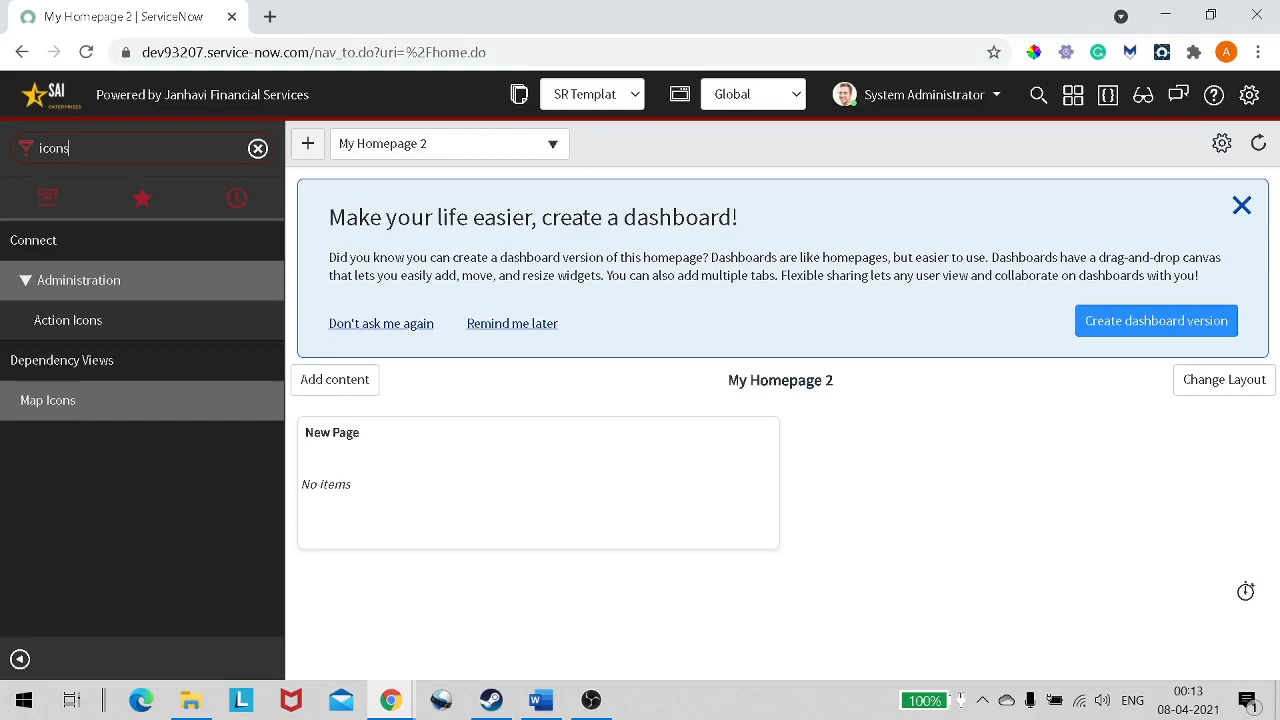 My Homepage 2 | ServiceNow
dev93207.service-now.com/nav_to.do?uri=%2Fhome.do
A
SAI
ENTERPRISES
Powered by Janhavi Financial Services
SR Templat
Global
System Administrator
icons
My Homepage 2
Make your life easier, create a dashboard!
Did you know you can create a dashboard version of this homepage? Dashboards are like homepages, but easier to use. Dashboards have a drag-and-drop canvas
that lets you easily add, move, and resize widgets. You can also add multiple tabs. Flexible sharing lets any user view and collaborate on dashboards with you!
Don't ask me again
Remind me later
Create dashboard version
Connect
Administration
Action Icons
Dependency Views
Map Icons
Add content
My Homepage 2
Change Layout
New Page
No items
100%
ENG
00:13
08-04-2021
1